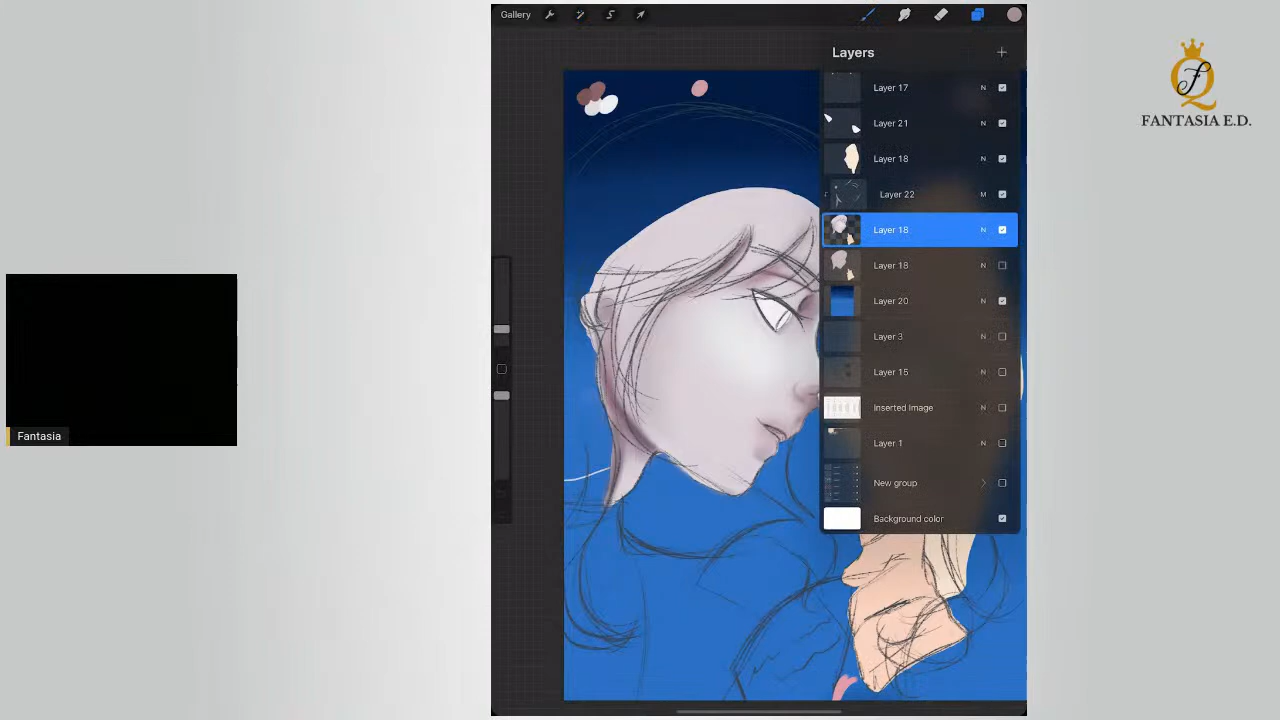 Gallery
Layers
Layer 17 N
Layer 21 N
Layer 18 N
Layer 22 M
Layer 18 N
Layer 18 N
Layer 20 N
Layer 3 N
Layer 15 N
Inserted Image N
Layer 1 N
New group
Background color
Fantasia
FQ
FANTASIA E.D.